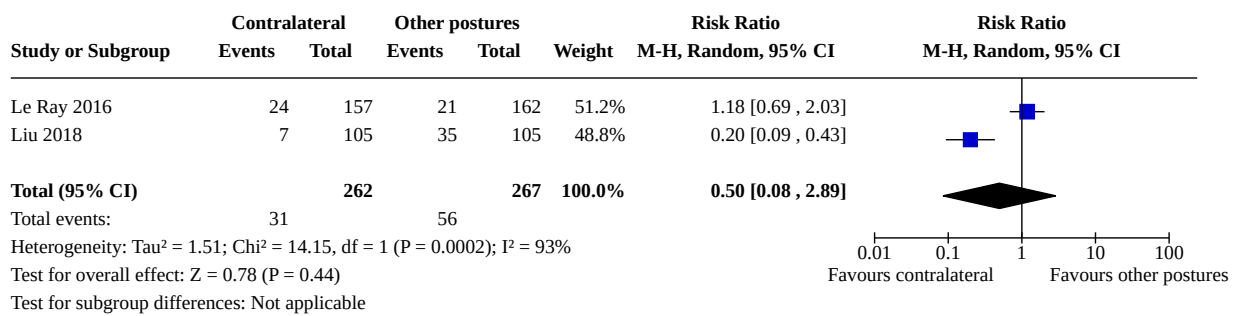 Contralateral Other postures Risk Ratio Risk Ratio
Study or Subgroup Events Total Events Total Weight M-H, Random, 95% CI M-H, Random, 95% CI
Le Ray 2016 24 157 21 162 51.2% 1.18 [0.69 , 2.03]
Liu 2018 7 105 35 105 48.8% 0.20 [0.09 , 0.43]
Total (95% CI) 262 267 100.0% 0.50 [0.08 , 2.89]
Total events: 31 56
Heterogeneity: Tau² = 1.51; Chi² = 14.15, df = 1 (P = 0.0002); I² = 93%
0.01 0.1 1 10 100
Test for overall effect: Z = 0.78 (P = 0.44) Favours contralateral Favours other postures
Test for subgroup differences: Not applicable